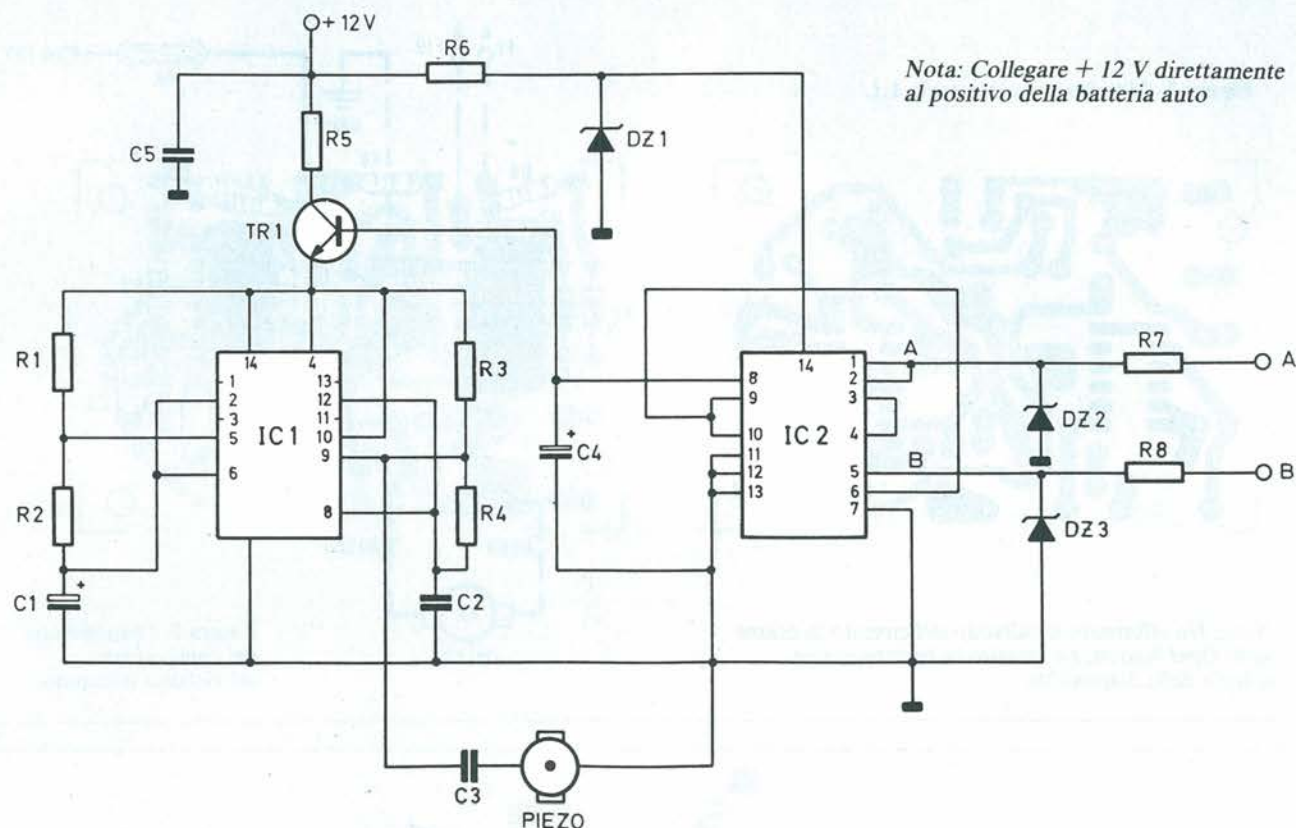 + 12 V
R6
Nota: Collegare + 12 V direttamente
al positivo della batteria auto
C5
R5
DZ 1
TR 1
R1
R3
14
4
1
2
3
5
6
13
12
11
10
9
8
IC 1
R2
R4
C1
+
C2
C4
+
8
9
10
11
12
13
14
1
2
3
4
5
6
7
IC 2
A
B
R7
A
DZ 2
R8
B
DZ 3
C3
PIEZO